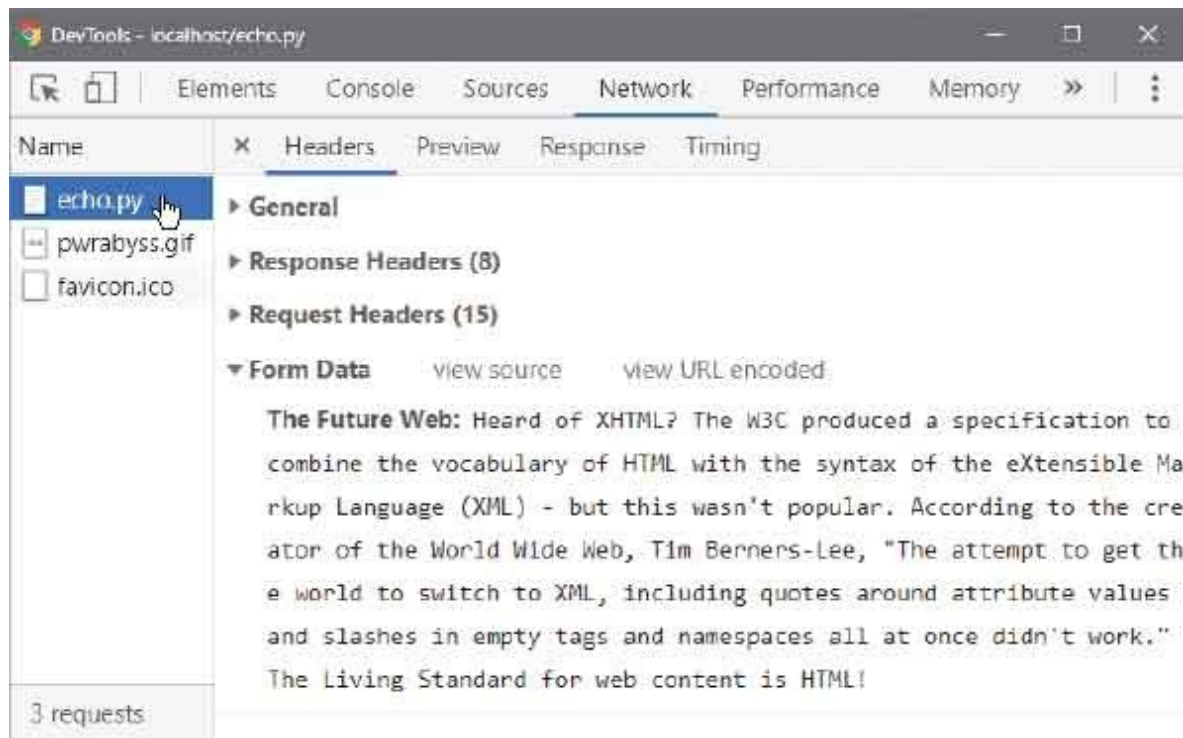 DevTools - localhost/echo.py
Elements Console Sources Network Performance Memory »
Name
× Headers Preview Response Timing
echo.py
pwrabyss.gif
favicon.ico
General
Response Headers (8)
Request Headers (15)
Form Data view source view URL encoded
The Future Web: Heard of XHTML? The W3C produced a specification to
combine the vocabulary of HTML with the syntax of the eXtensible Ma
rkup Language (XML) - but this wasn't popular. According to the cre
ator of the World Wide Web, Tim Berners-Lee, "The attempt to get th
e world to switch to XML, including quotes around attribute values
and slashes in empty tags and namespaces all at once didn't work."
The Living Standard for web content is HTML!
3 requests